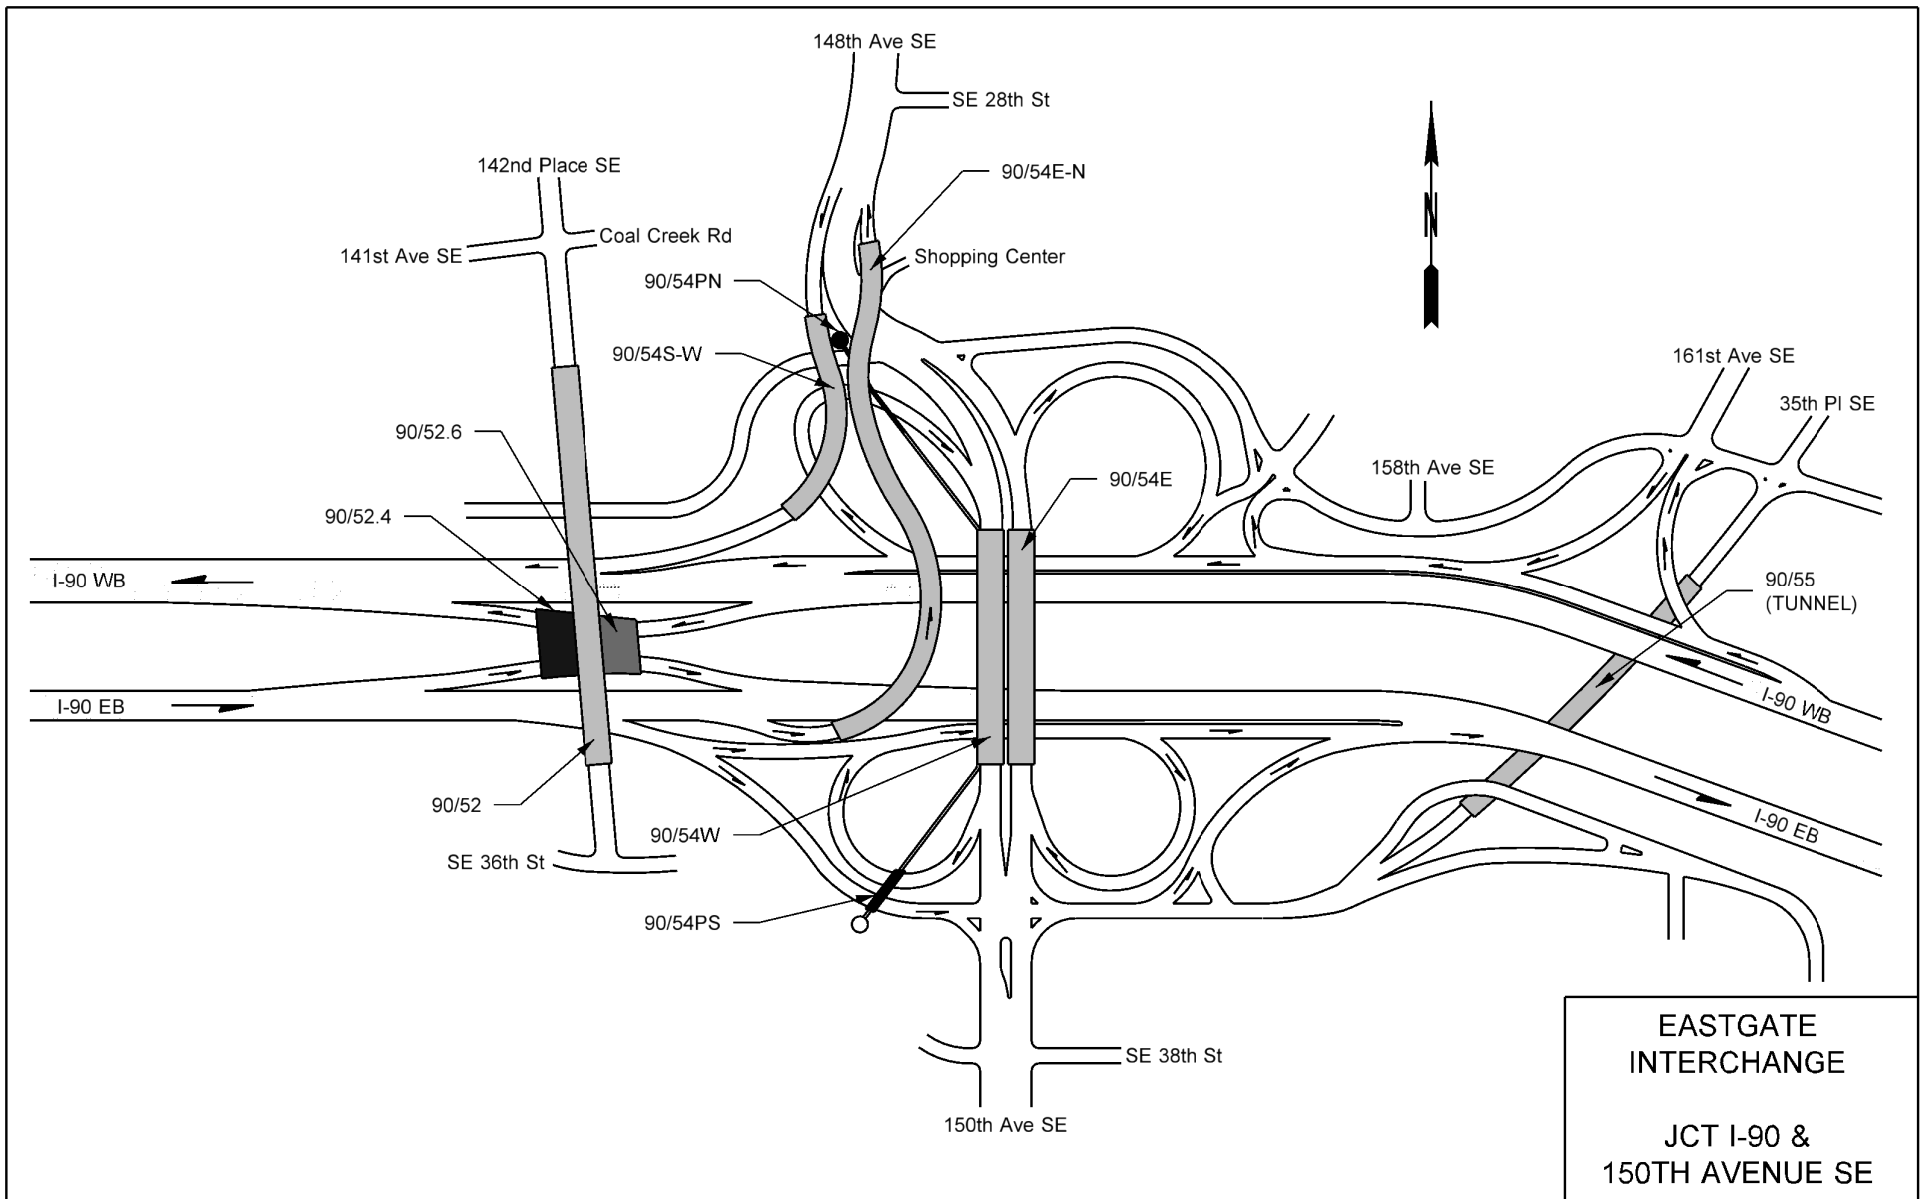 148th Ave SE
SE 28th St
142nd Place SE
90/54E-N
Coal Creek Rd
141st Ave SE
Shopping Center
90/54PN
N
90/54S-W
161st Ave SE
35th Pl SE
90/52.6
158th Ave SE
90/54E
90/52.4
I-90 WB
90/55
(TUNNEL)
I-90 EB
I-90 WB
90/52
90/54W
I-90 EB
SE 36th St
90/54PS
SE 38th St
150th Ave SE
EASTGATE
INTERCHANGE
JCT I-90 &
150TH AVENUE SE